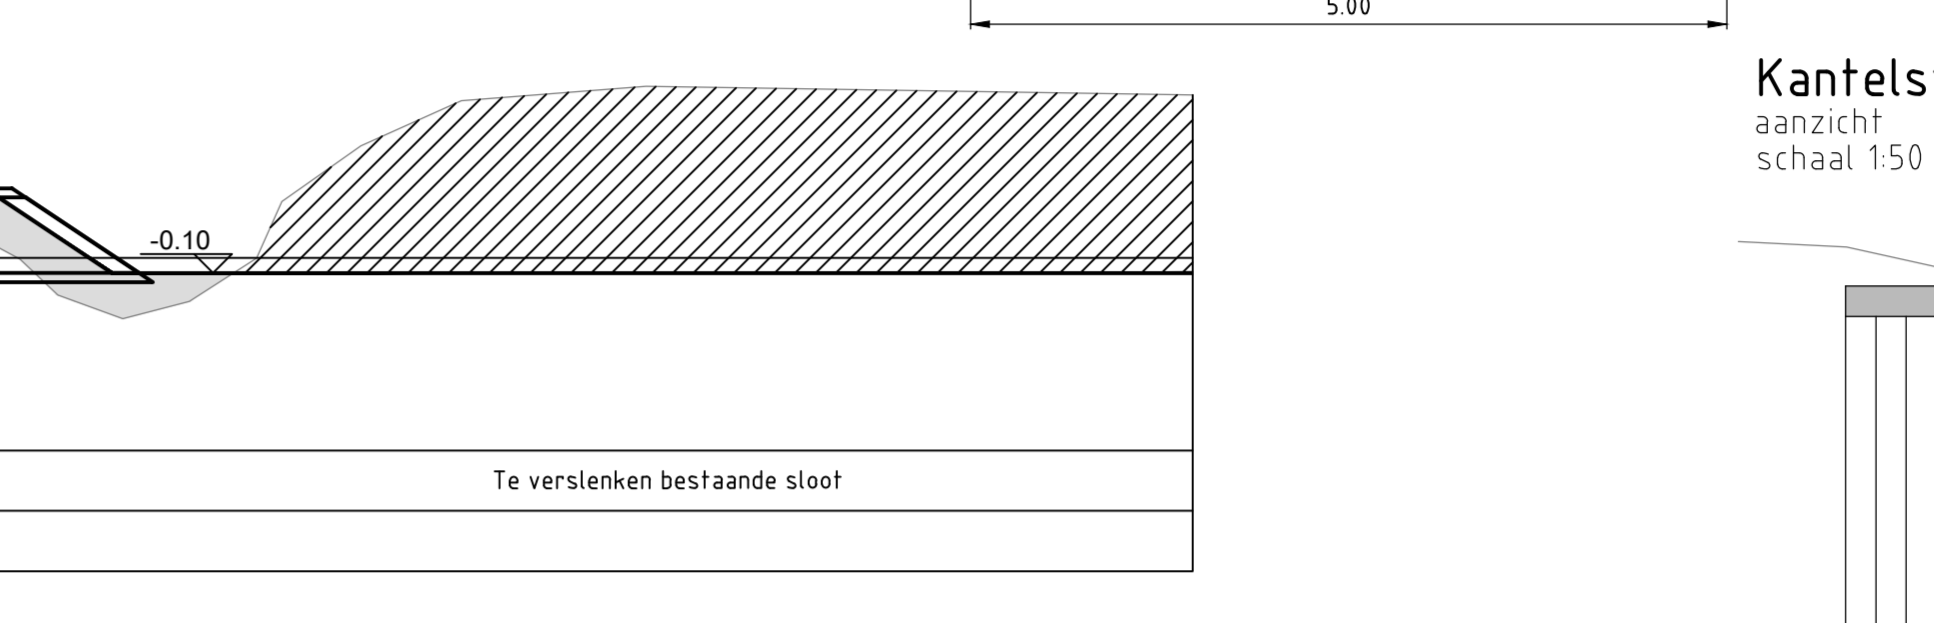 5.00
Kantels
aanzicht
schaal 1:50
-0.10
Te verslenken bestaande sloot